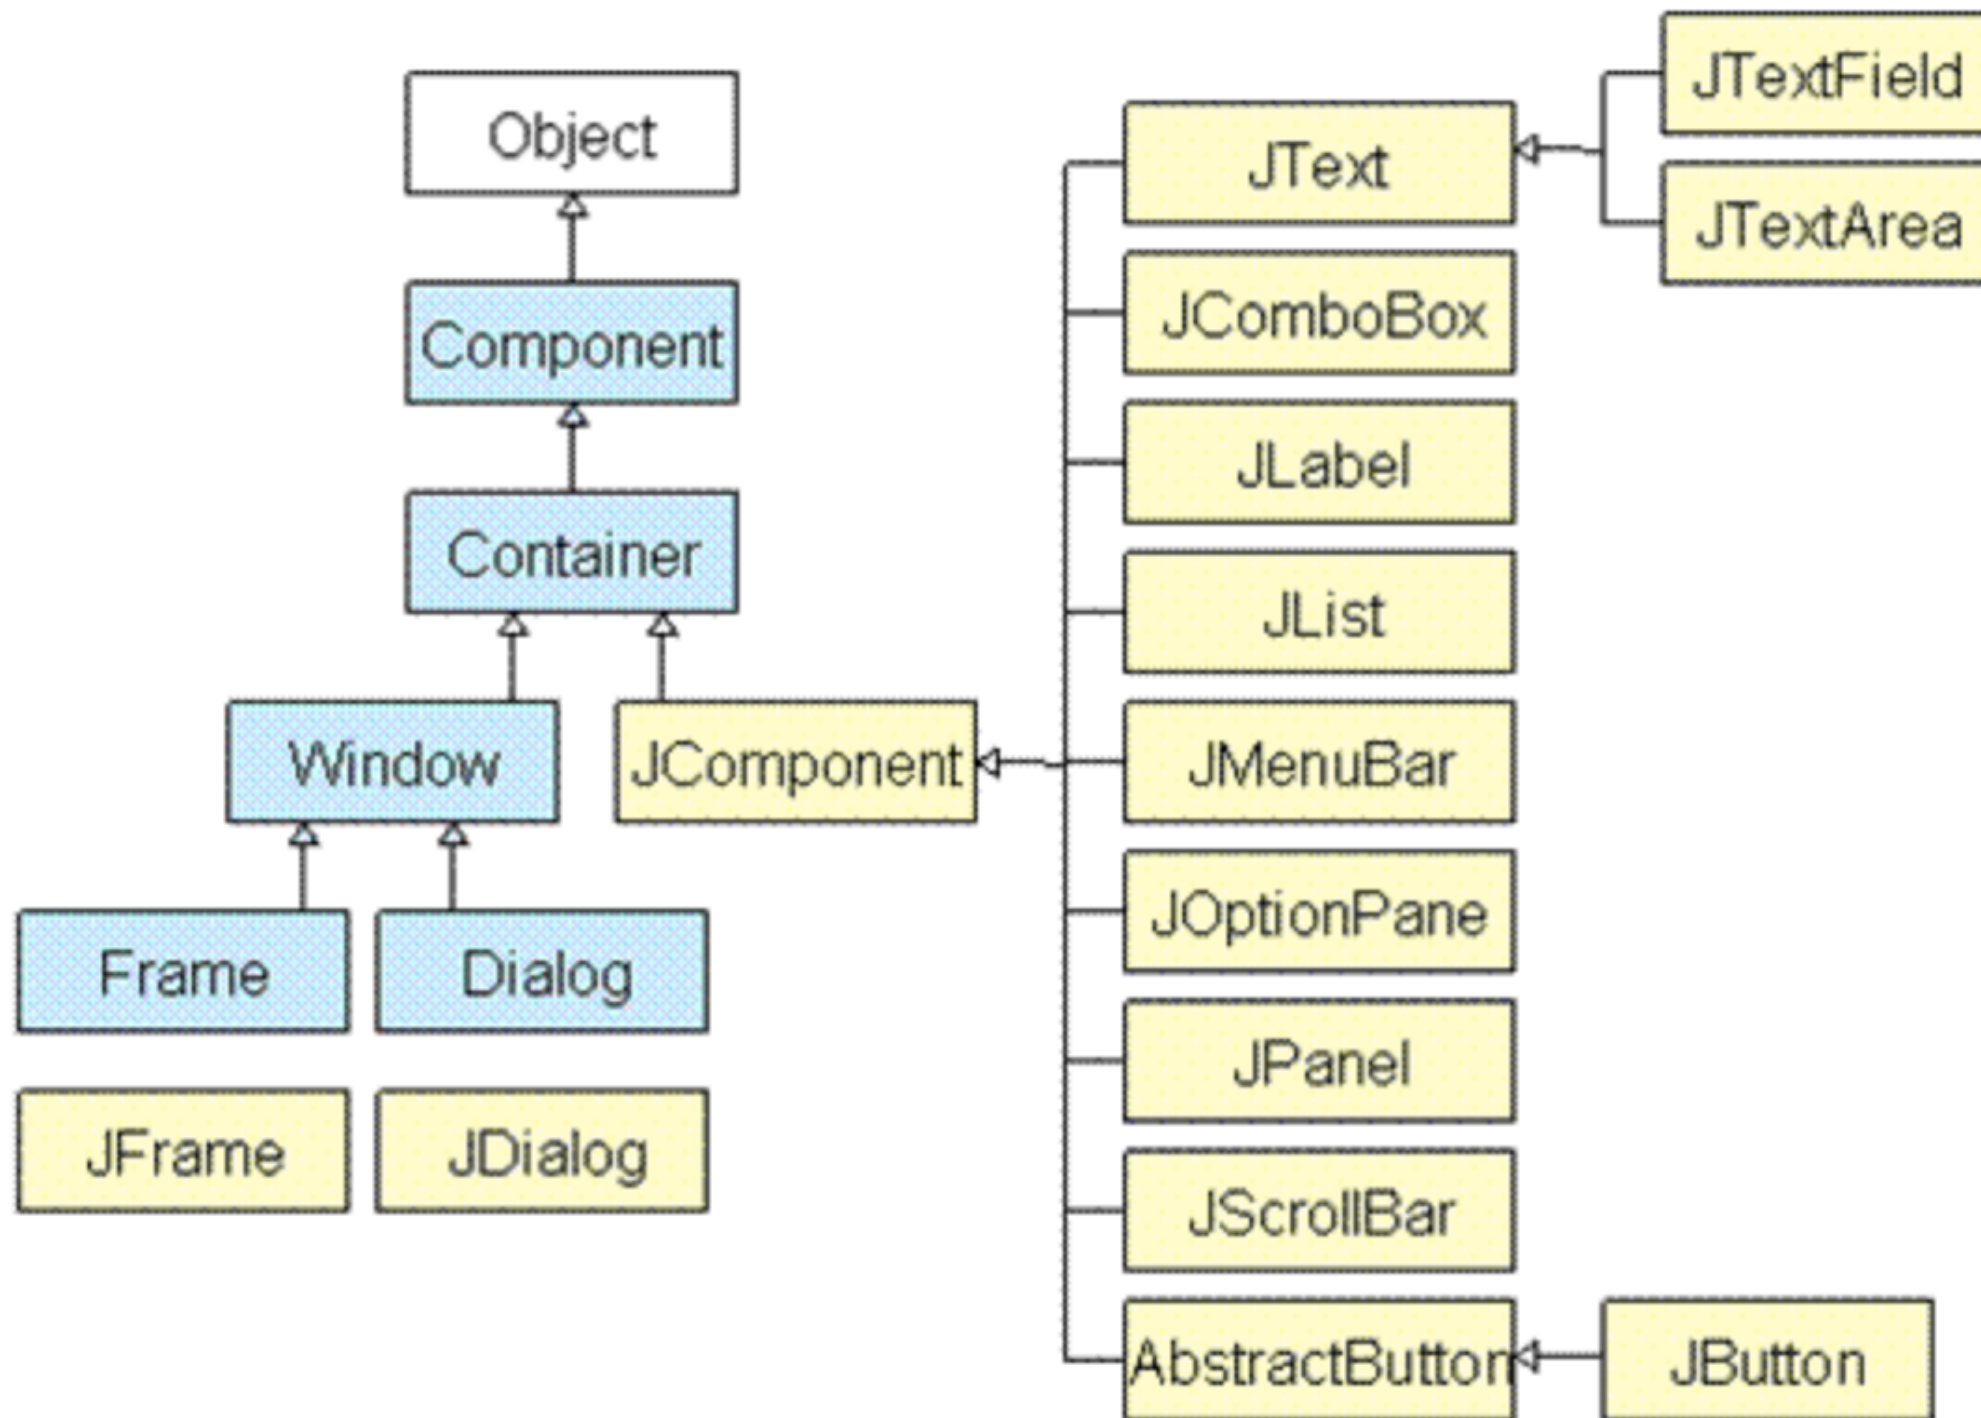 Object
Component
Container
Window
JComponent
Frame
Dialog
JFrame
JDialog
JText
JComboBox
JLabel
JList
JMenuBar
JOptionPane
JPanel
JScrollBar
AbstractButton
JTextField
JTextArea
JButton